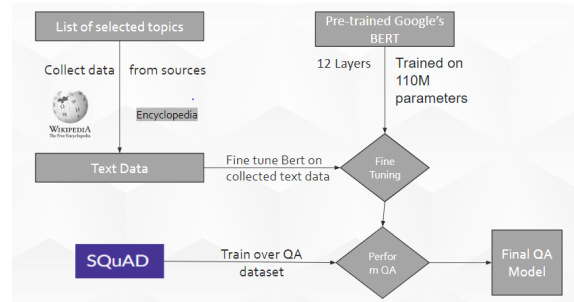 List of selected topics
Pre-trained Google's
BERT
Collect data
from sources
12 Layers
Trained on
110M
parameters
WIKIPEDIA
The Free Encyclopedia
Encyclopedia
Text Data
Fine tune Bert on
collected text data
Fine
Tuning
SQuAD
Train over QA
dataset
Perfor
m QA
Final QA
Model